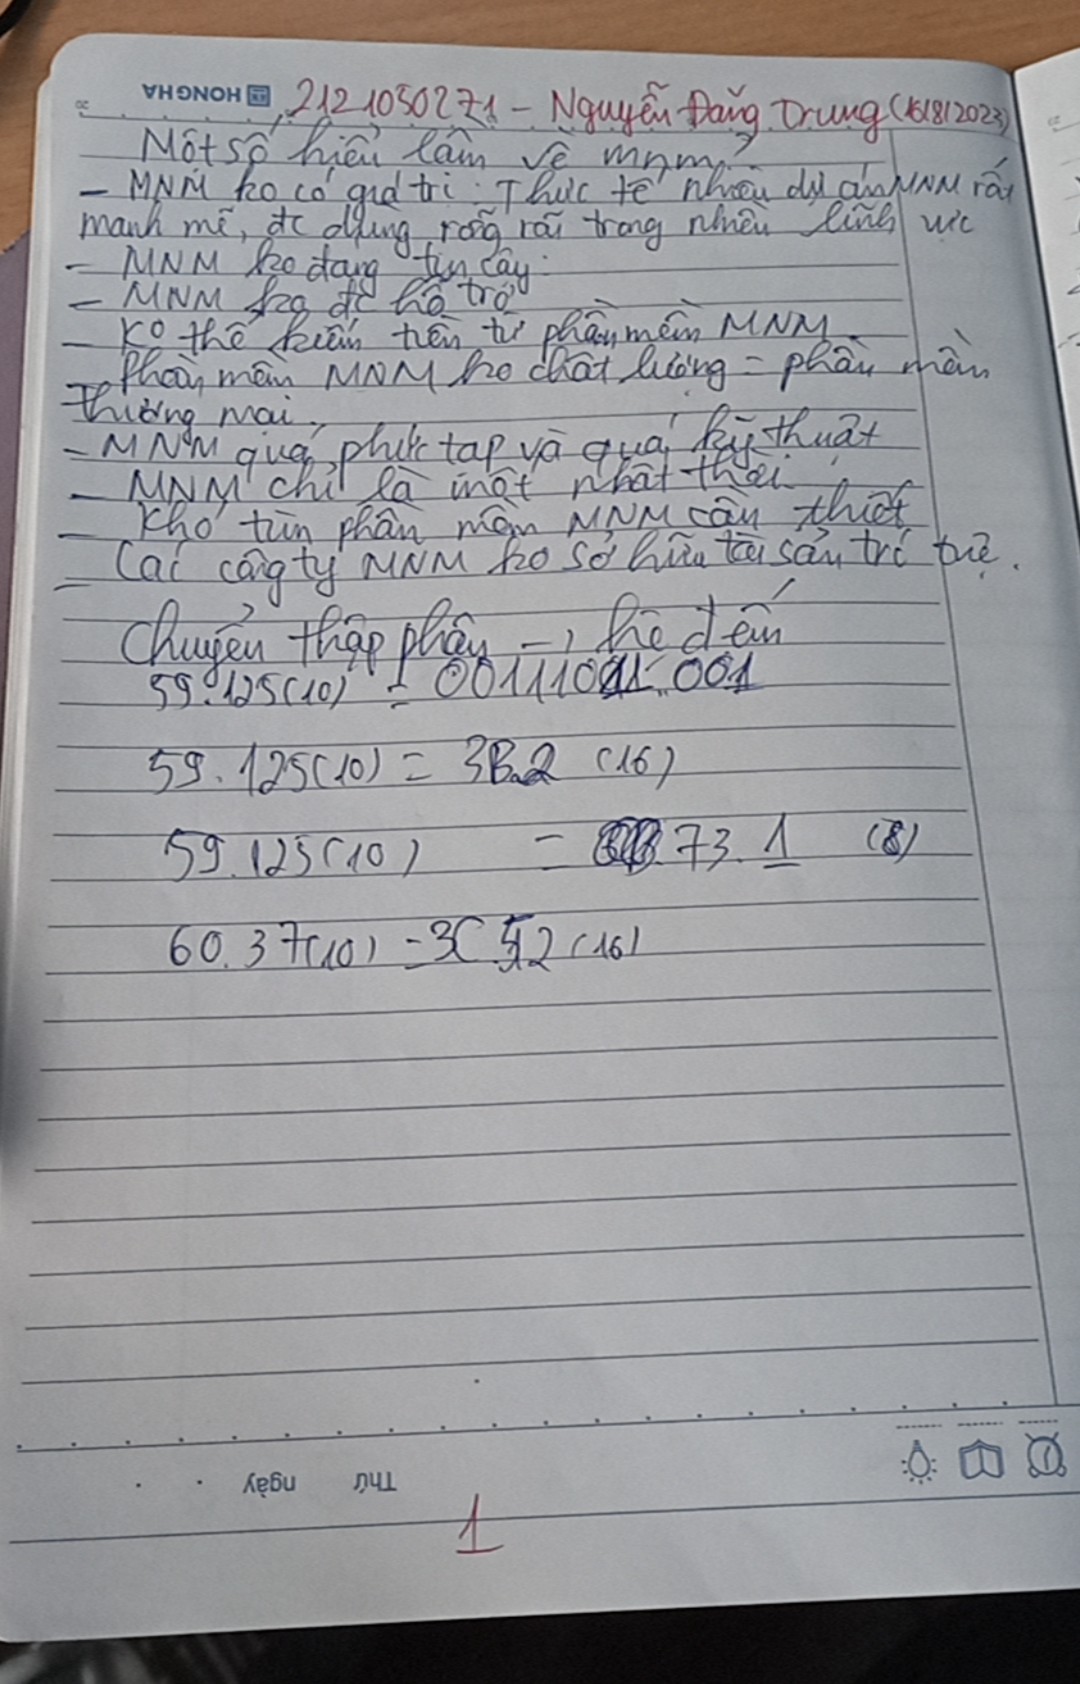 HONG HA 2121050271 - Nguyễn Đăng Trung (16/8/2023)
Một số hiểu lầm về mnm?
- MNM ko có giá trị: Thực tế nhiều dự án MNM rất
mạnh mẽ, đc dụng rộng rãi trong nhiều lĩnh vực
- MNM ko đáng tin cậy.
- MNM ko đc hỗ trợ
- Ko thể kiếm tiền từ phần mềm MNM
- Phần mềm MNM ko chất lượng = phần mềm
thương mại.
- MNM quá phức tạp và quá kỹ thuật
- MNM chỉ là mốt nhất thời
- Khó tìm phần mềm MNM cần thiết
- Các công ty MNM ko sở hữu tài sản trí tuệ.
Chuyển thập phân -> hệ đếm
59.125(10) = 00111011.001
59.125(10) = 3B.2 (16)
59.125(10) = 73.1 (8)
60.37(10) = 3C.52 (16)
Thứ ngày
1